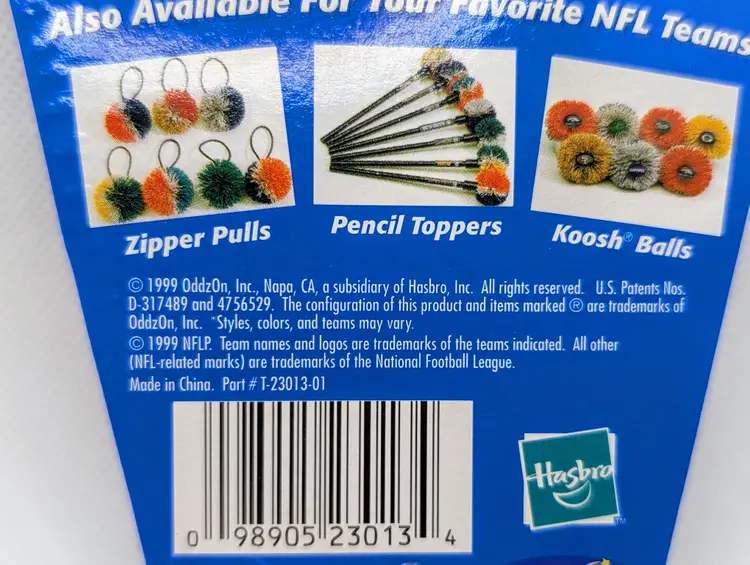 Also Available For Your Favorite NFL Teams
Zipper Pulls
Pencil Toppers
Koosh® Balls
© 1999 OddzOn, Inc., Napa, CA, a subsidiary of Hasbro, Inc. All rights reserved. U.S. Patents Nos.
D-317489 and 4756529. The configuration of this product and items marked ® are trademarks of
OddzOn, Inc. *Styles, colors, and teams may vary.
© 1999 NFLP. Team names and logos are trademarks of the teams indicated. All other
(NFL-related marks) are trademarks of the National Football League.
Made in China. Part # T-23013-01
Hasbro
TM
0 98905 23013 4